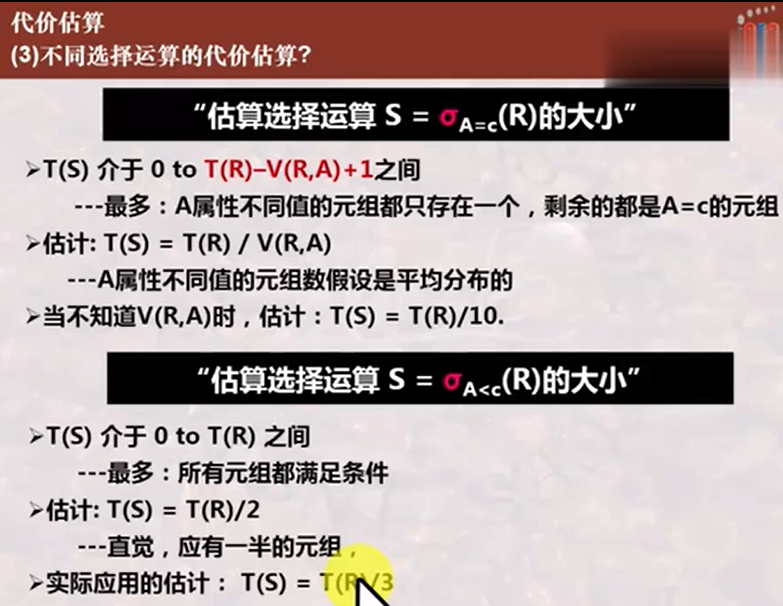 代价估算
(3)不同选择运算的代价估算?
“估算选择运算 S = σA=c(R)的大小”
➢T(S) 介于 0 to T(R)–V(R,A)+1之间
---最多：A属性不同值的元组都只存在一个，剩余的都是A=c的元组
➢估计: T(S) = T(R) / V(R,A)
---A属性不同值的元组数假设是平均分布的
➢当不知道V(R,A)时，估计：T(S) = T(R)/10.
“估算选择运算 S = σA<c(R)的大小”
➢T(S) 介于 0 to T(R) 之间
---最多：所有元组都满足条件
➢估计: T(S) = T(R)/2
---直觉，应有一半的元组，
➢实际应用的估计： T(S) = T(R)/3